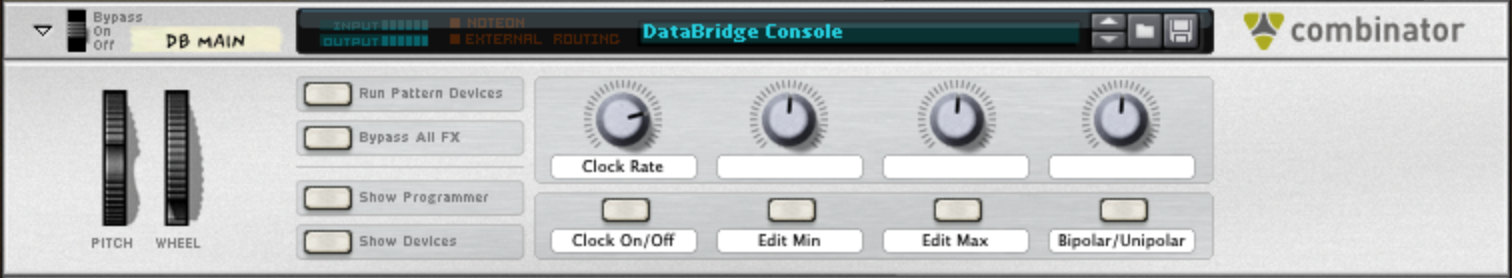 Bypass
On
Off
DB MAIN
INPUT
OUTPUT
NOTEON
EXTERNAL ROUTING
DataBridge Console
combinator
Run Pattern Devices
Bypass All FX
Show Programmer
Show Devices
PITCH
WHEEL
Clock Rate
Clock On/Off
Edit Min
Edit Max
Bipolar/Unipolar